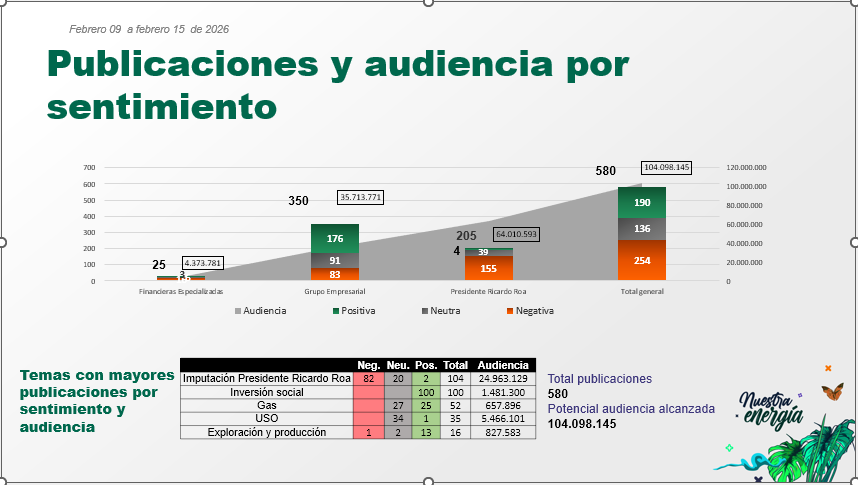 Febrero 09 a febrero 15 de 2026
Publicaciones y audiencia por
sentimiento
700
600
500
400
300
200
100
0
25
4.373.781
350
35.713.771
176
91
83
205
64.010.593
4
39
155
580
104.098.145
190
136
254
120.000.000
100.000.000
80.000.000
60.000.000
40.000.000
20.000.000
0
Financieras Especializadas
Grupo Empresarial
Presidente Ricardo Roa
Total general
Audiencia Positiva Neutra Negativa
Temas con mayores
publicaciones por
sentimiento y
audiencia
Neg. Neu. Pos. Total Audiencia
Imputación Presidente Ricardo Roa 82 20 2 104 24.963.129
Inversión social 100 100 1.481.300
Gas 27 25 52 657.896
USO 34 1 35 5.466.101
Exploración y producción 1 2 13 16 827.583
Total publicaciones
580
Potencial audiencia alcanzada
104.098.145
Nuestra
energía